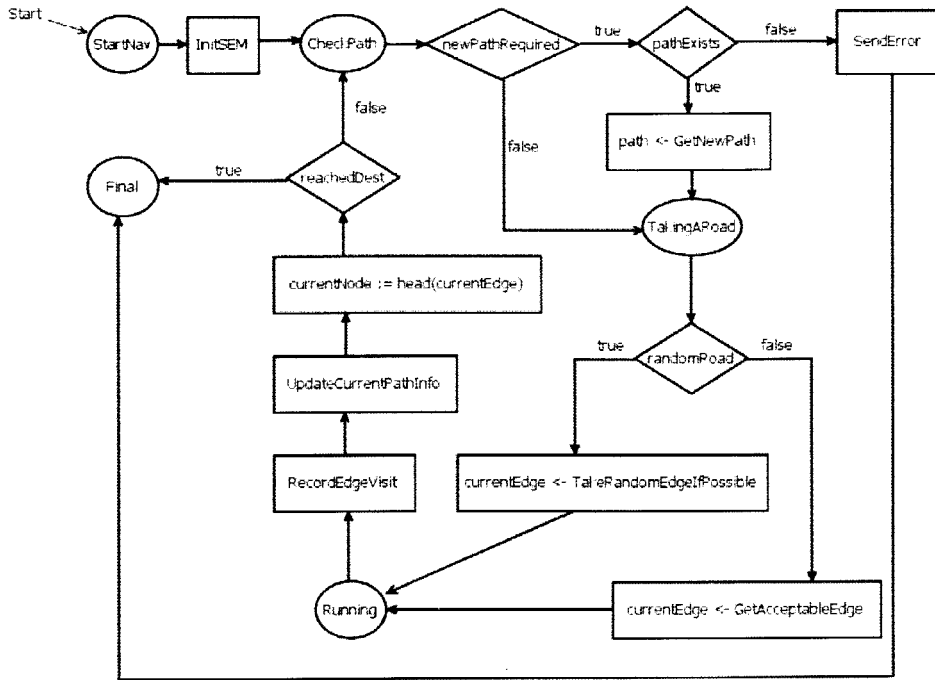 Start
StartNav
InitSEM
CheckPath
newPathRequired
true
pathExists
false
SendError
true
false
path <- GetNewPath
false
true
reachedDest
Final
TakingARoad
currentNode := head(currentEdge)
true
randomRoad
false
UpdateCurrentPathInfo
RecordEdgeVisit
currentEdge <- TakeRandomEdgeIfPossible
Running
currentEdge <- GetAcceptableEdge